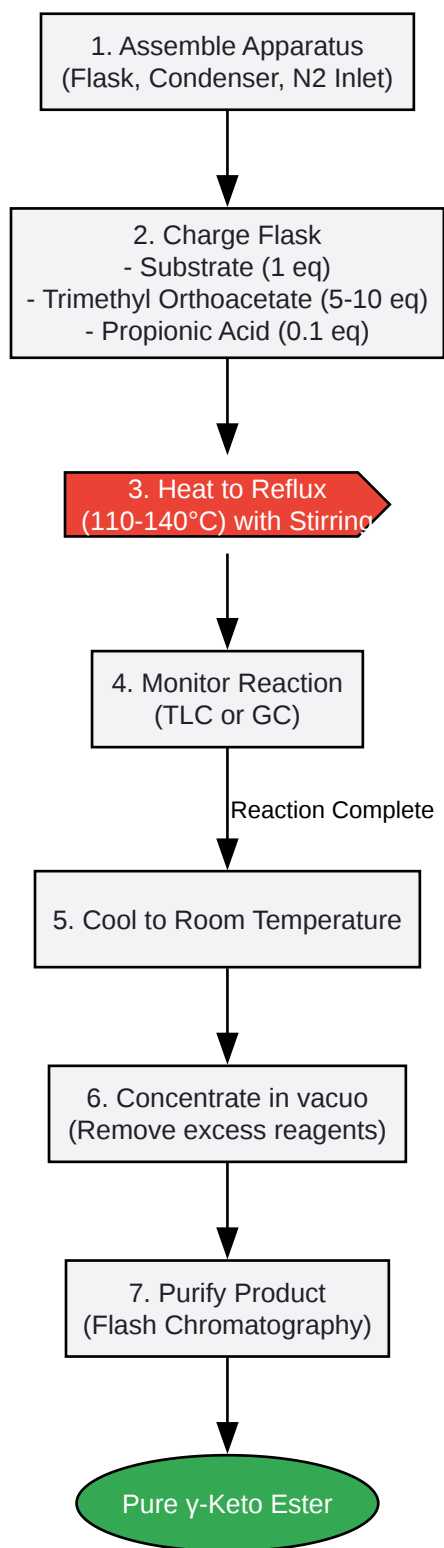 1. Assemble Apparatus
(Flask, Condenser, N2 Inlet)
2. Charge Flask
- Substrate (1 eq)
- Trimethyl Orthoacetate (5-10 eq)
- Propionic Acid (0.1 eq)
3. Heat to Reflux
(110-140°C) with Stirring
4. Monitor Reaction
(TLC or GC)
Reaction Complete
5. Cool to Room Temperature
6. Concentrate in vacuo
(Remove excess reagents)
7. Purify Product
(Flash Chromatography)
Pure γ-Keto Ester